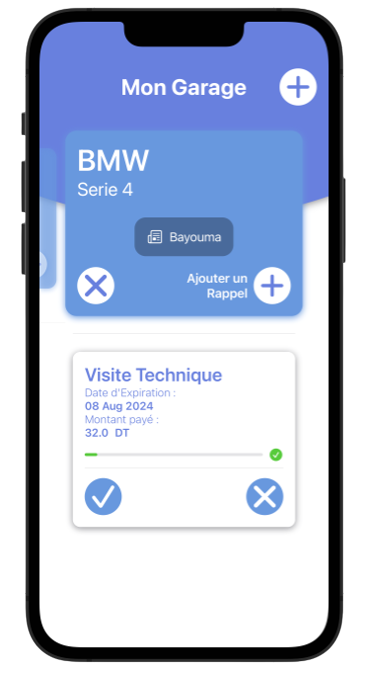 Mon Garage
BMW
Serie 4
Bayouma
Ajouter un
Rappel
Visite Technique
Date d'Expiration :
08 Aug 2024
Montant payé :
32.0 DT